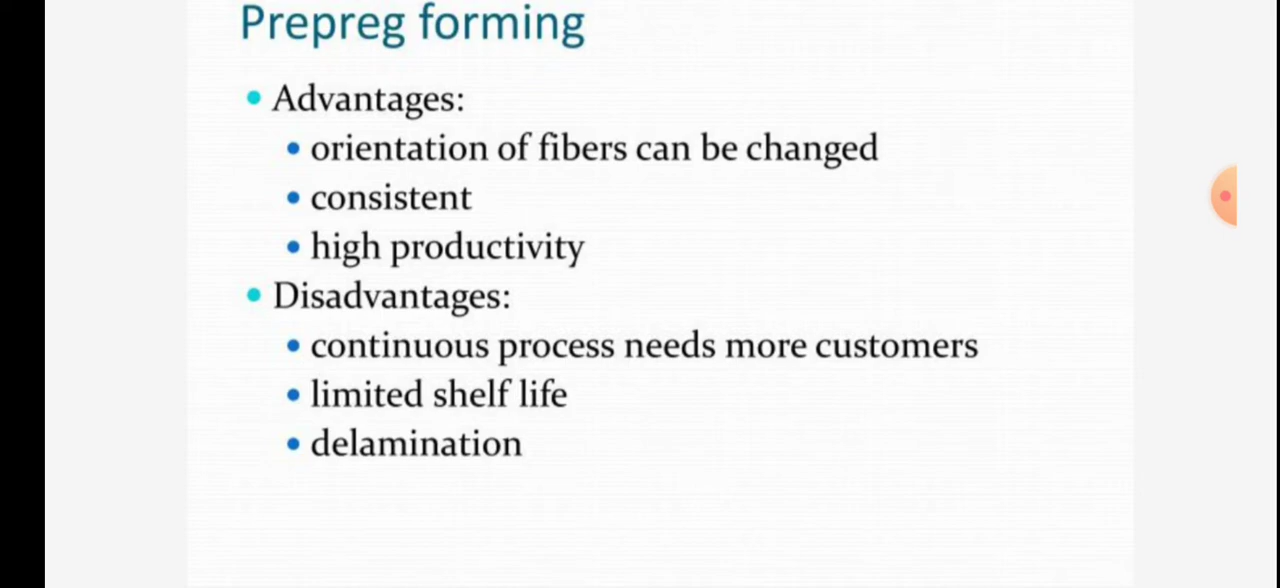 Prepreg forming
• Advantages:
• orientation of fibers can be changed
• consistent
• high productivity
• Disadvantages:
• continuous process needs more customers
• limited shelf life
• delamination